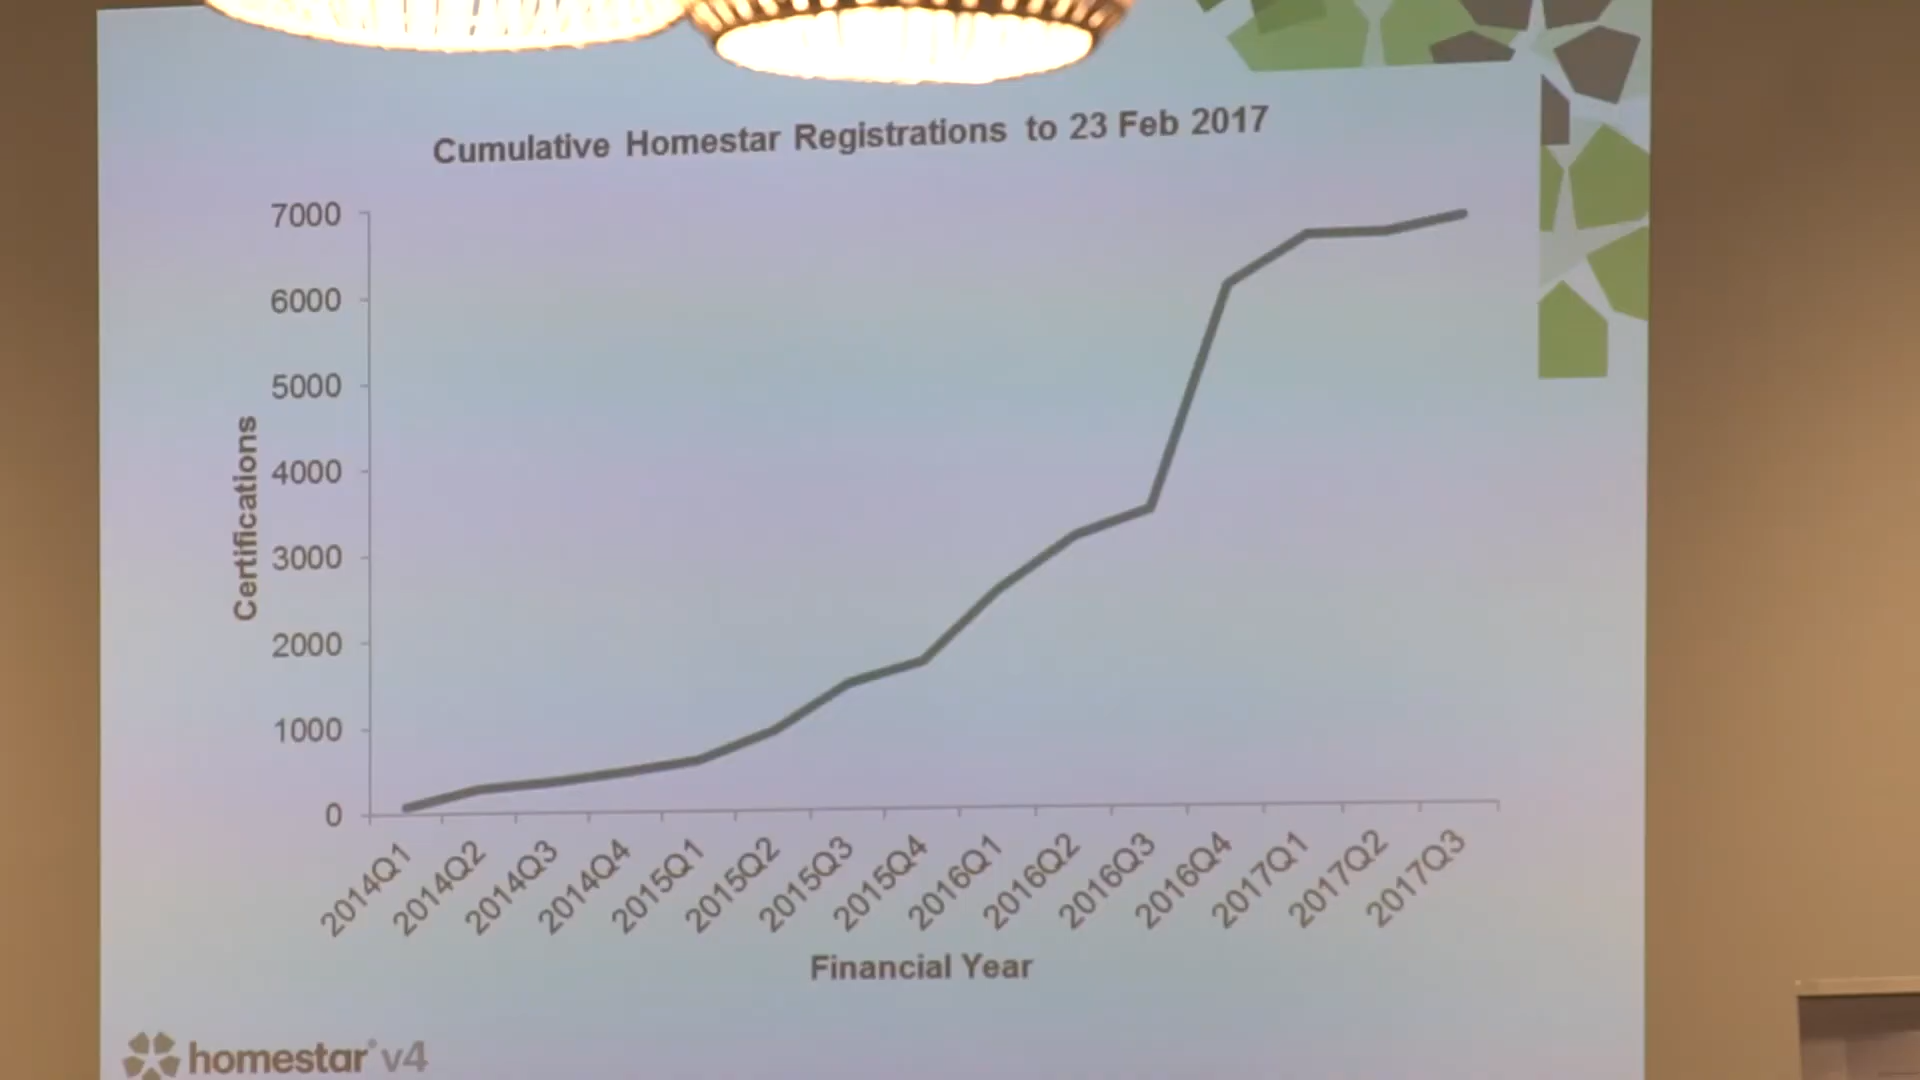 Cumulative Homestar Registrations to 23 Feb 2017
7000
6000
5000
4000
3000
2000
1000
0
Certifications
2014Q1
2014Q2
2014Q3
2014Q4
2015Q1
2015Q2
2015Q3
2015Q4
2016Q1
2016Q2
2016Q3
2016Q4
2017Q1
2017Q2
2017Q3
Financial Year
homestar® v4